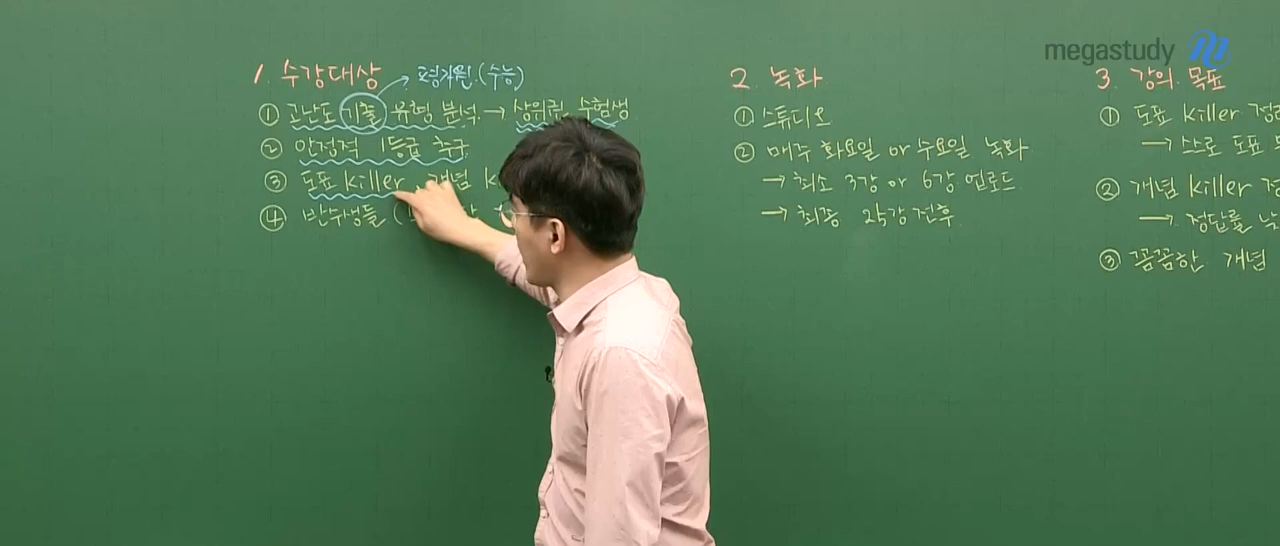 megastudy
1. 수강대상 → 평가원.(수능)
① 고난도 기출 유형 분석 → 상위권 수험생
② 안정적 1등급 추구
③ 도표 killer, 개념 k
④ 반수생들 (
2. 녹화
① 스튜디오
② 매주 화요일 or 수요일 녹화
→ 최소 3강 or 6강 업로드
→ 최종 24강 전후
3. 강의 목표
① 도표 killer 정
→ 스스로 도표
② 개념 killer 정
→ 정답률 낮
③ 꼼꼼한 개념